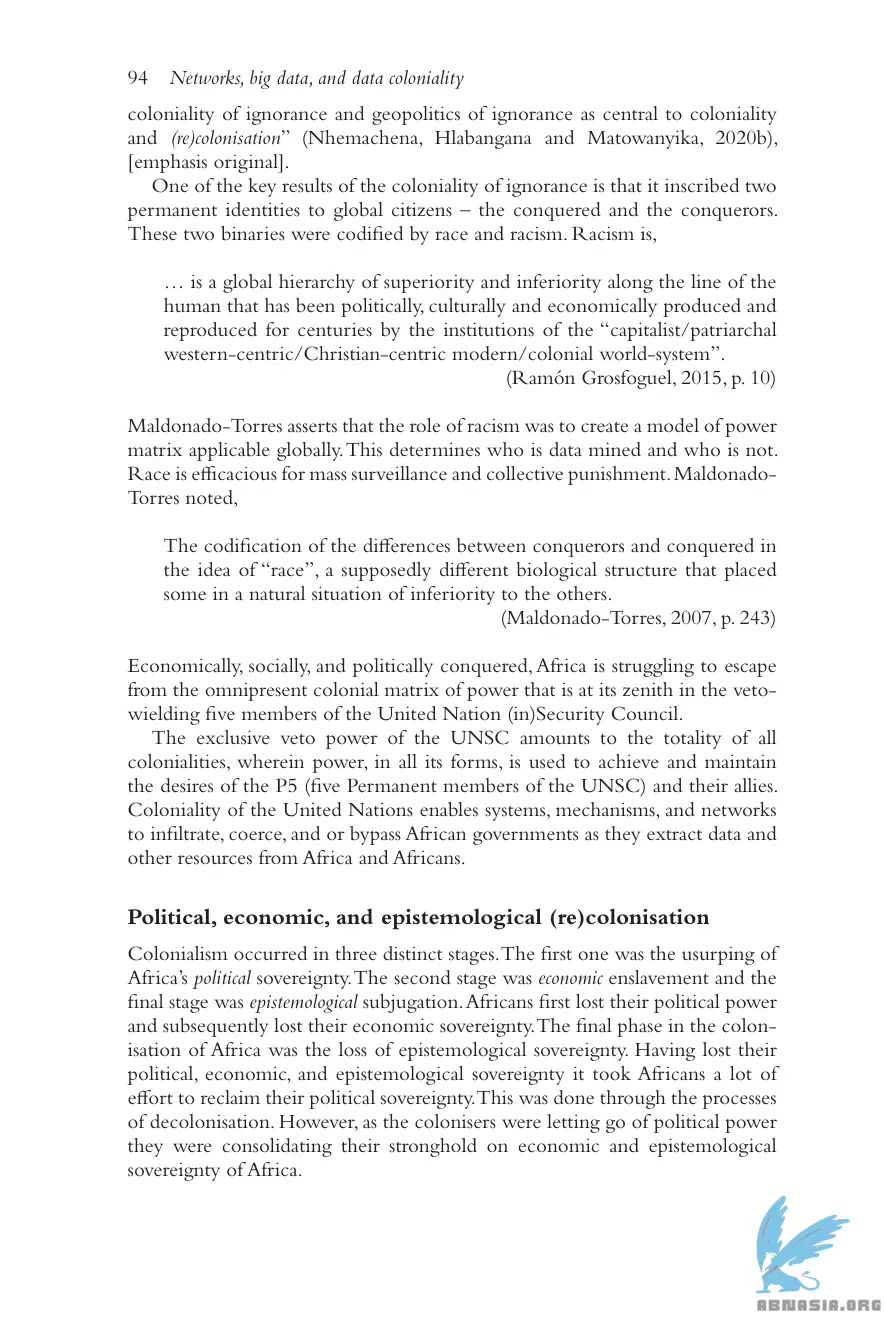 94 Networks, big data, and data coloniality
coloniality of ignorance and geopolitics of ignorance as central to coloniality
and (re)colonisation” (Nhemachena, Hlabangana and Matowanyika, 2020b),
[emphasis original].
One of the key results of the coloniality of ignorance is that it inscribed two
permanent identities to global citizens – the conquered and the conquerors.
These two binaries were codified by race and racism. Racism is,
… is a global hierarchy of superiority and inferiority along the line of the
human that has been politically, culturally and economically produced and
reproduced for centuries by the institutions of the “capitalist/patriarchal
western-centric/Christian-centric modern/colonial world-system”.
(Ramón Grosfoguel, 2015, p. 10)
Maldonado-Torres asserts that the role of racism was to create a model of power
matrix applicable globally. This determines who is data mined and who is not.
Race is efficacious for mass surveillance and collective punishment. Maldonado-
Torres noted,
The codification of the differences between conquerors and conquered in
the idea of “race”, a supposedly different biological structure that placed
some in a natural situation of inferiority to the others.
(Maldonado-Torres, 2007, p. 243)
Economically, socially, and politically conquered, Africa is struggling to escape
from the omnipresent colonial matrix of power that is at its zenith in the veto-
wielding five members of the United Nation (in)Security Council.
The exclusive veto power of the UNSC amounts to the totality of all
colonialities, wherein power, in all its forms, is used to achieve and maintain
the desires of the P5 (five Permanent members of the UNSC) and their allies.
Coloniality of the United Nations enables systems, mechanisms, and networks
to infiltrate, coerce, and or bypass African governments as they extract data and
other resources from Africa and Africans.
Political, economic, and epistemological (re)colonisation
Colonialism occurred in three distinct stages. The first one was the usurping of
Africa’s political sovereignty. The second stage was economic enslavement and the
final stage was epistemological subjugation. Africans first lost their political power
and subsequently lost their economic sovereignty. The final phase in the colon-
isation of Africa was the loss of epistemological sovereignty. Having lost their
political, economic, and epistemological sovereignty it took Africans a lot of
effort to reclaim their political sovereignty. This was done through the processes
of decolonisation. However, as the colonisers were letting go of political power
they were consolidating their stronghold on economic and epistemological
sovereignty of Africa.
ABNASIA.ORG